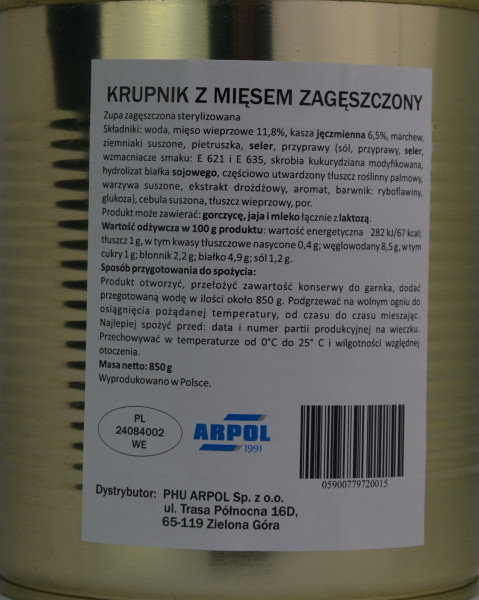 KRUPNIK Z MIĘSEM ZAGĘSZCZONY
Zupa zagęszczona sterylizowana
Składniki: woda, mięso wieprzowe 11,8%, kasza jęczmienna 6,5%, marchew,
ziemniaki suszone, pietruszka, seler, przyprawy (sól, przyprawy, seler,
wzmacniacze smaku: E 621 i E 635, skrobia kukurydziana modyfikowana,
hydrolizat białka sojowego, częściowo utwardzony tłuszcz roślinny palmowy,
warzywa suszone, ekstrakt drożdżowy, aromat, barwnik: ryboflawiny,
glukoza), cebula suszona, tłuszcz wieprzowy, por.
Produkt może zawierać: gorczycę, jaja i mleko łącznie z laktozą.
Wartość odżywcza w 100 g produktu: wartość energetyczna 282 kJ/67 kcal;
tłuszcz 1 g, w tym kwasy tłuszczowe nasycone 0,4 g; węglowodany 8,5 g, w tym
cukry 1 g; błonnik 2,2 g; białko 4,9 g; sól 1,2 g.
Sposób przygotowania do spożycia:
Produkt otworzyć, przełożyć zawartość konserwy do garnka, dodać
przegotowaną wodę w ilości około 850 g. Podgrzewać na wolnym ogniu do
osiągnięcia pożądanej temperatury, od czasu do czasu mieszając.
Najlepiej spożyć przed: data i numer partii produkcyjnej na wieczku.
Przechowywać w temperaturze od 0°C do 25° C i wilgotności względnej
otoczenia.
Masa netto: 850 g
Wyprodukowano w Polsce.
PL
24084002
WE
ARPOL
1991
05900779720015
Dystrybutor: PHU ARPOL Sp. z o.o.
ul. Trasa Północna 16D,
65-119 Zielona Góra